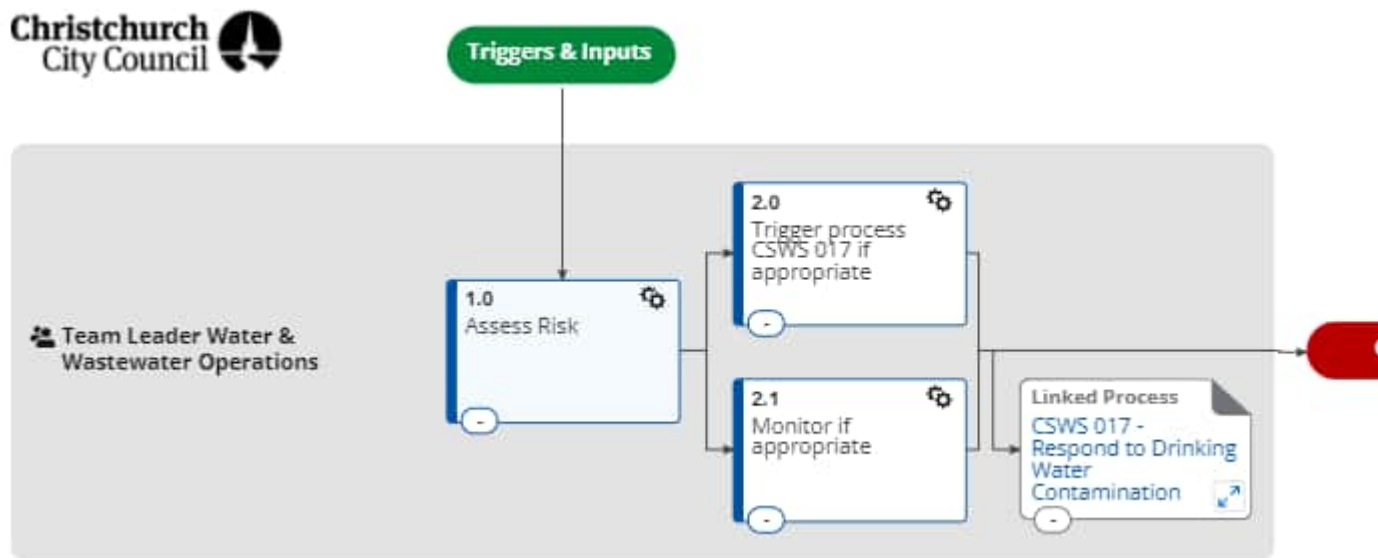 Christchurch
City Council
Triggers & Inputs
Team Leader Water &
Wastewater Operations
1.0
Assess Risk
-
2.0
Trigger process
CSWS 017 if
appropriate
-
2.1
Monitor if
appropriate
-
Linked Process
CSWS 017 -
Respond to Drinking
Water
Contamination
-